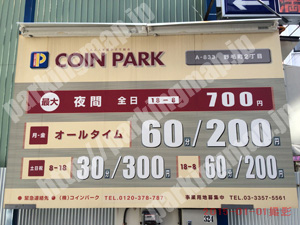 P COIN PARK
A-833 野毛町2丁目
最大 夜間 全日 18-8 700円
月-金 オールタイム 60分/200円
土日祝 8-18 30分/300円 18-8 60分/200円
緊急連絡先 (株)コインパーク TEL.0120-378-787 事業用地募集中 TEL.03-3357-5561